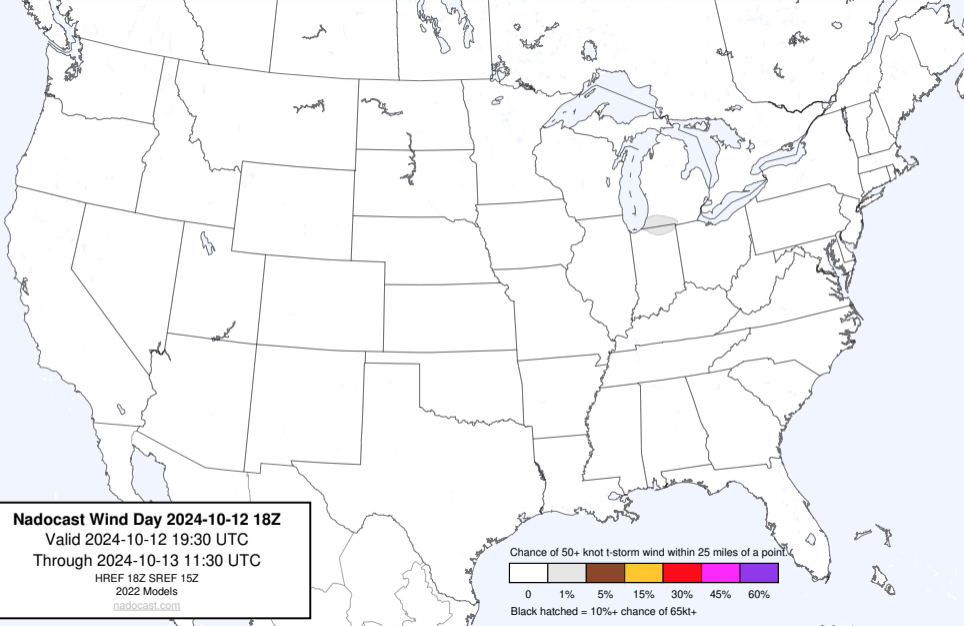 Nadocast Wind Day 2024-10-12 18Z
Valid 2024-10-12 19:30 UTC
Through 2024-10-13 11:30 UTC
HREF 18Z SREF 15Z
2022 Models
nadocast.com
Chance of 50+ knot t-storm wind within 25 miles of a point.
0 1% 5% 15% 30% 45% 60%
Black hatched = 10%+ chance of 65kt+